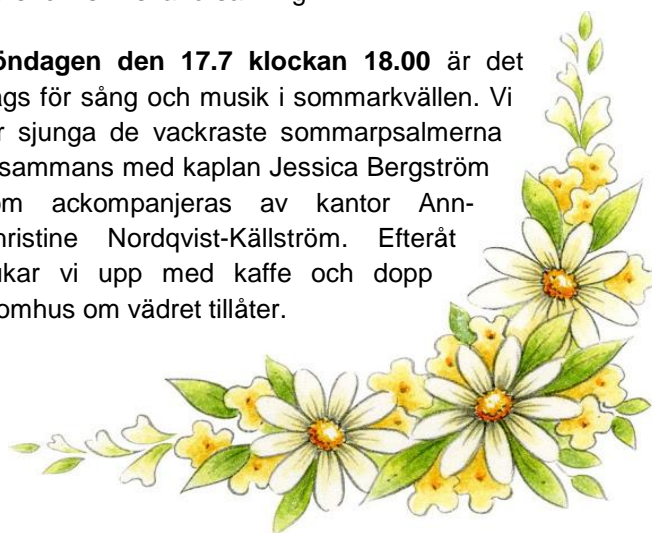 öndagen den 17.7 klockan 18.00 är det
ags för sång och musik i sommarkvällen. Vi
r sjunga de vackraste sommarpsalmerna
sammans med kaplan Jessica Bergström
om ackompanjeras av kantor Ann-
hristine Nordqvist-Källström. Efteråt
ukar vi upp med kaffe och dopp
omhus om vädret tillåter.